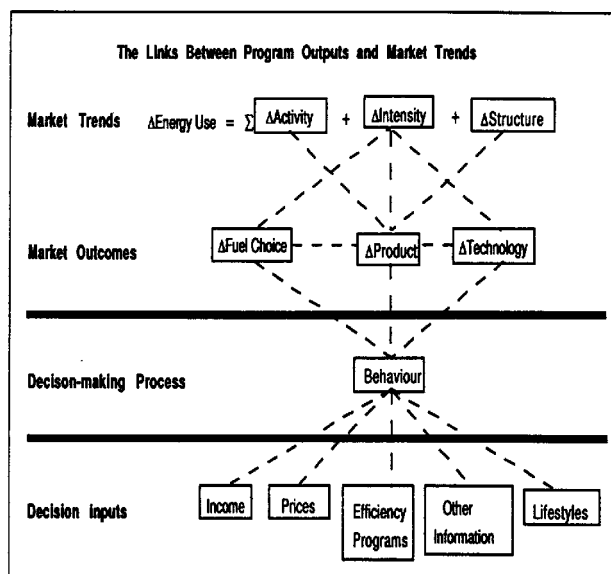 The Links Between Program Outputs and Market Trends
Market Trends ΔEnergy Use = Σ ΔActivity + ΔIntensity + ΔStructure
Market Outcomes ΔFuel Choice ΔProduct ΔTechnology
Decison-making Process Behaviour
Decision inputs Income Prices Efficiency Programs Other Information Lifestyles